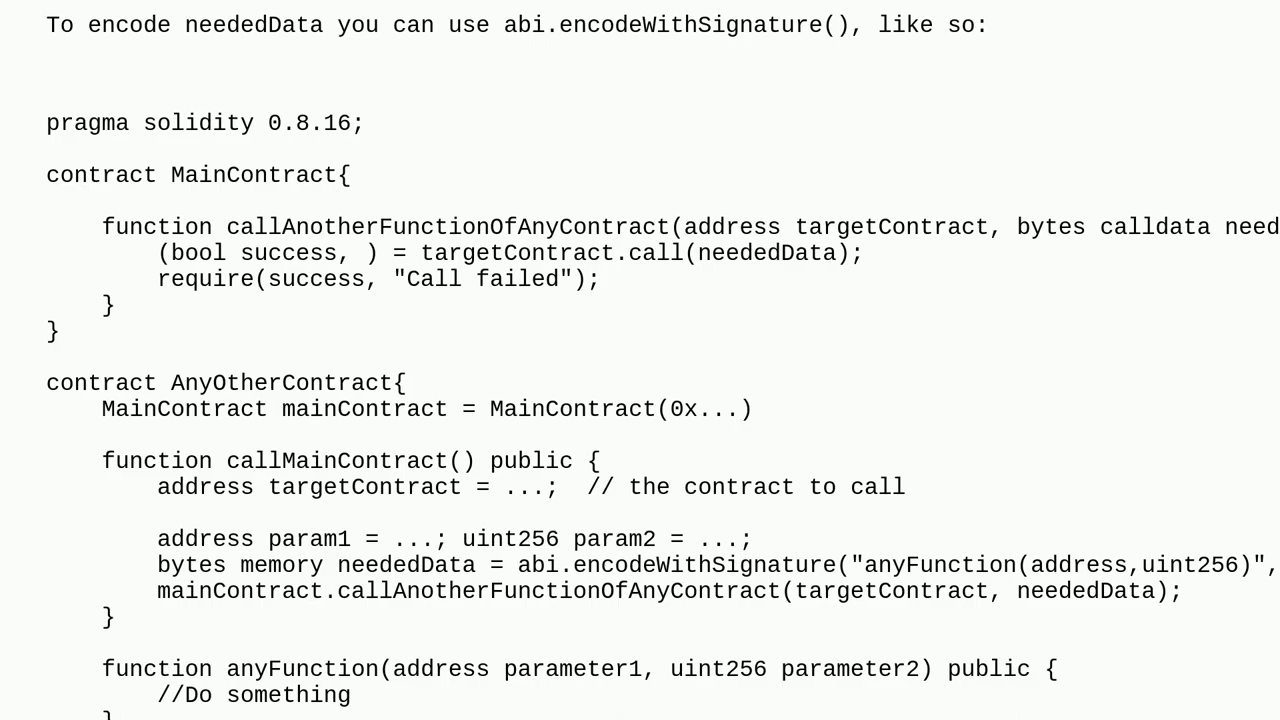 To encode neededData you can use abi.encodeWithSignature(), like so:
pragma solidity 0.8.16;
contract MainContract{
function callAnotherFunctionOfAnyContract(address targetContract, bytes calldata need
(bool success, ) = targetContract.call(neededData);
require(success, "Call failed");
}
}
contract AnyOtherContract{
MainContract mainContract = MainContract(0x...)
function callMainContract() public {
address targetContract = ...;  // the contract to call
address param1 = ...; uint256 param2 = ...;
bytes memory neededData = abi.encodeWithSignature("anyFunction(address,uint256)",
mainContract.callAnotherFunctionOfAnyContract(targetContract, neededData);
}
function anyFunction(address parameter1, uint256 parameter2) public {
//Do something
}